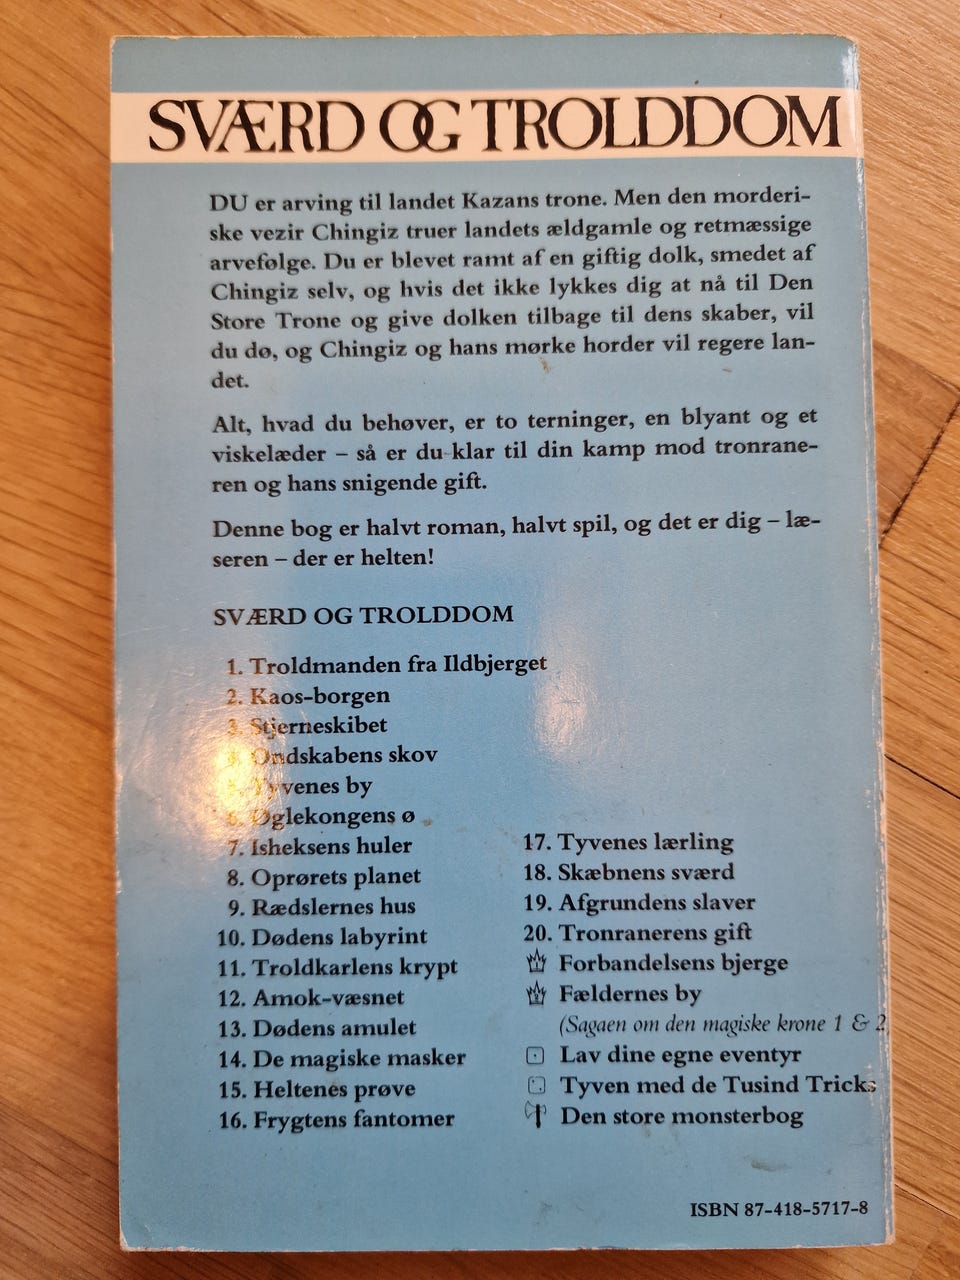 SVÆRD OG TROLDDOM
DU er arving til landet Kazans trone. Men den morderi-
ske vezir Chingiz truer landets ældgamle og retmæssige
arvefølge. Du er blevet ramt af en giftig dolk, smedet af
Chingiz selv, og hvis det ikke lykkes dig at nå til Den
Store Trone og give dolken tilbage til dens skaber, vil
du dø, og Chingiz og hans mørke horder vil regere lan-
det.
Alt, hvad du behøver, er to terninger, en blyant og et
viskelæder – så er du klar til din kamp mod tronrane-
ren og hans snigende gift.
Denne bog er halvt roman, halvt spil, og det er dig – læ-
seren – der er helten!
SVÆRD OG TROLDDOM
1. Troldmanden fra Ildbjerget
2. Kaos-borgen
3. Stjerneskibet
4. Ondskabens skov
5. Tyvenes by
6. Øglekongens ø
7. Isheksens huler
8. Oprørets planet
9. Rædslernes hus
10. Dødens labyrint
11. Troldkarlens krypt
12. Amok-væsnet
13. Dødens amulet
14. De magiske masker
15. Heltenes prøve
16. Frygtens fantomer
17. Tyvenes lærling
18. Skæbnens sværd
19. Afgrundens slaver
20. Tronranerens gift
Forbandelsens bjerge
Fældernes by
(Sagaen om den magiske krone 1 & 2
Lav dine egne eventyr
Tyven med de Tusind Tricks
Den store monsterbog
ISBN 87-418-5717-8